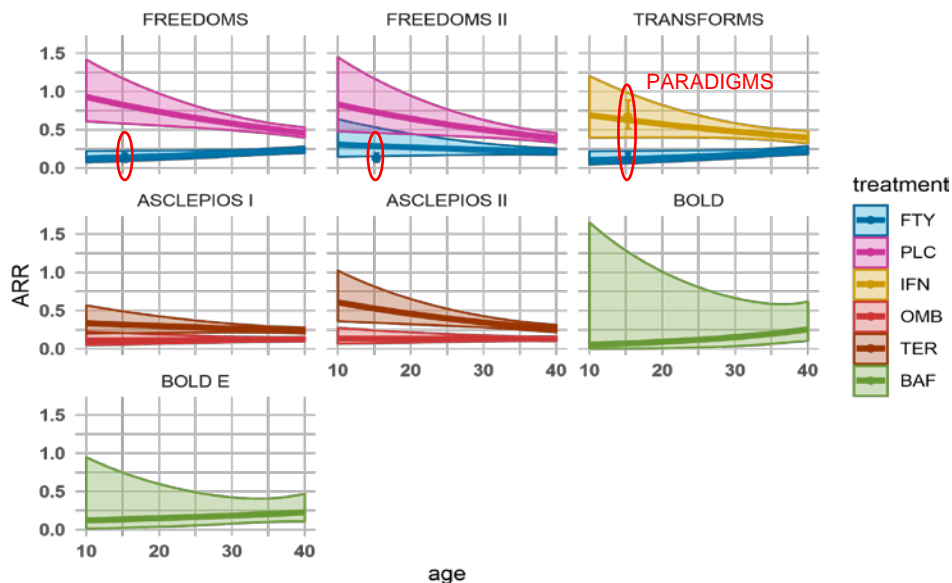 FREEDOMS FREEDOMS II TRANSFORMS
1.5
1.0
0.5
0.0
PARADIGMS
ASCLEPIOS I ASCLEPIOS II BOLD
1.5
1.0
0.5
0.0
10 20 30 40 10 20 30 40
BOLD E
1.5
1.0
0.5
0.0
10 20 30 40
ARR
age
treatment
FTY
PLC
IFN
OMB
TER
BAF